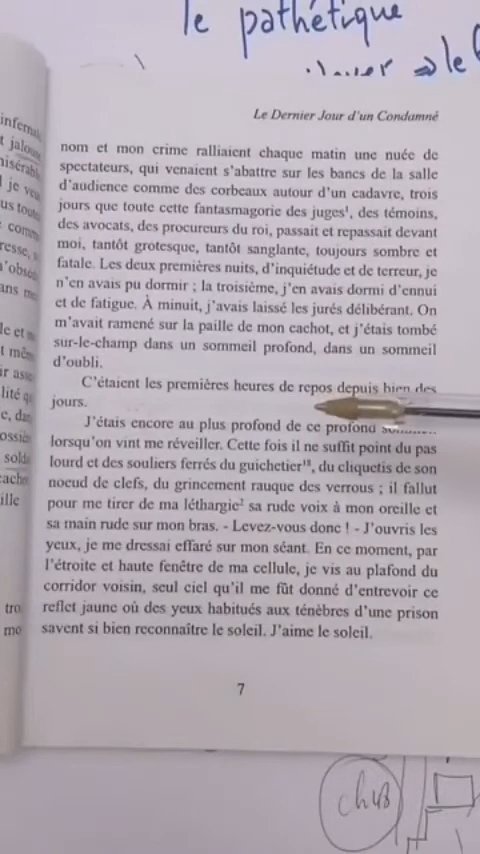 le pathétique
Le Dernier Jour d'un Condamné
nom et mon crime ralliaient chaque matin une nuée de
spectateurs, qui venaient s'abattre sur les bancs de la salle
d'audience comme des corbeaux autour d'un cadavre, trois
jours que toute cette fantasmagorie des juges¹, des témoins,
des avocats, des procureurs du roi, passait et repassait devant
moi, tantôt grotesque, tantôt sanglante, toujours sombre et
fatale. Les deux premières nuits, d'inquiétude et de terreur, je
n'en avais pu dormir ; la troisième, j'en avais dormi d'ennui
et de fatigue. À minuit, j'avais laissé les jurés délibérant. On
m'avait ramené sur la paille de mon cachot, et j'étais tombé
sur-le-champ dans un sommeil profond, dans un sommeil
d'oubli.
C'étaient les premières heures de repos depuis bien des
jours.
J'étais encore au plus profond de ce profond
lorsqu'on vint me réveiller. Cette fois il ne suffit point du pas
lourd et des souliers ferrés du guichetier¹⁸, du cliquetis de son
noeud de clefs, du grincement rauque des verrous ; il fallut
pour me tirer de ma léthargie² sa rude voix à mon oreille et
sa main rude sur mon bras. - Levez-vous donc ! - J'ouvris les
yeux, je me dressai effaré sur mon séant. En ce moment, par
l'étroite et haute fenêtre de ma cellule, je vis au plafond du
corridor voisin, seul ciel qu'il me fût donné d'entrevoir ce
reflet jaune où des yeux habitués aux ténèbres d'une prison
savent si bien reconnaître le soleil. J'aime le soleil.
7